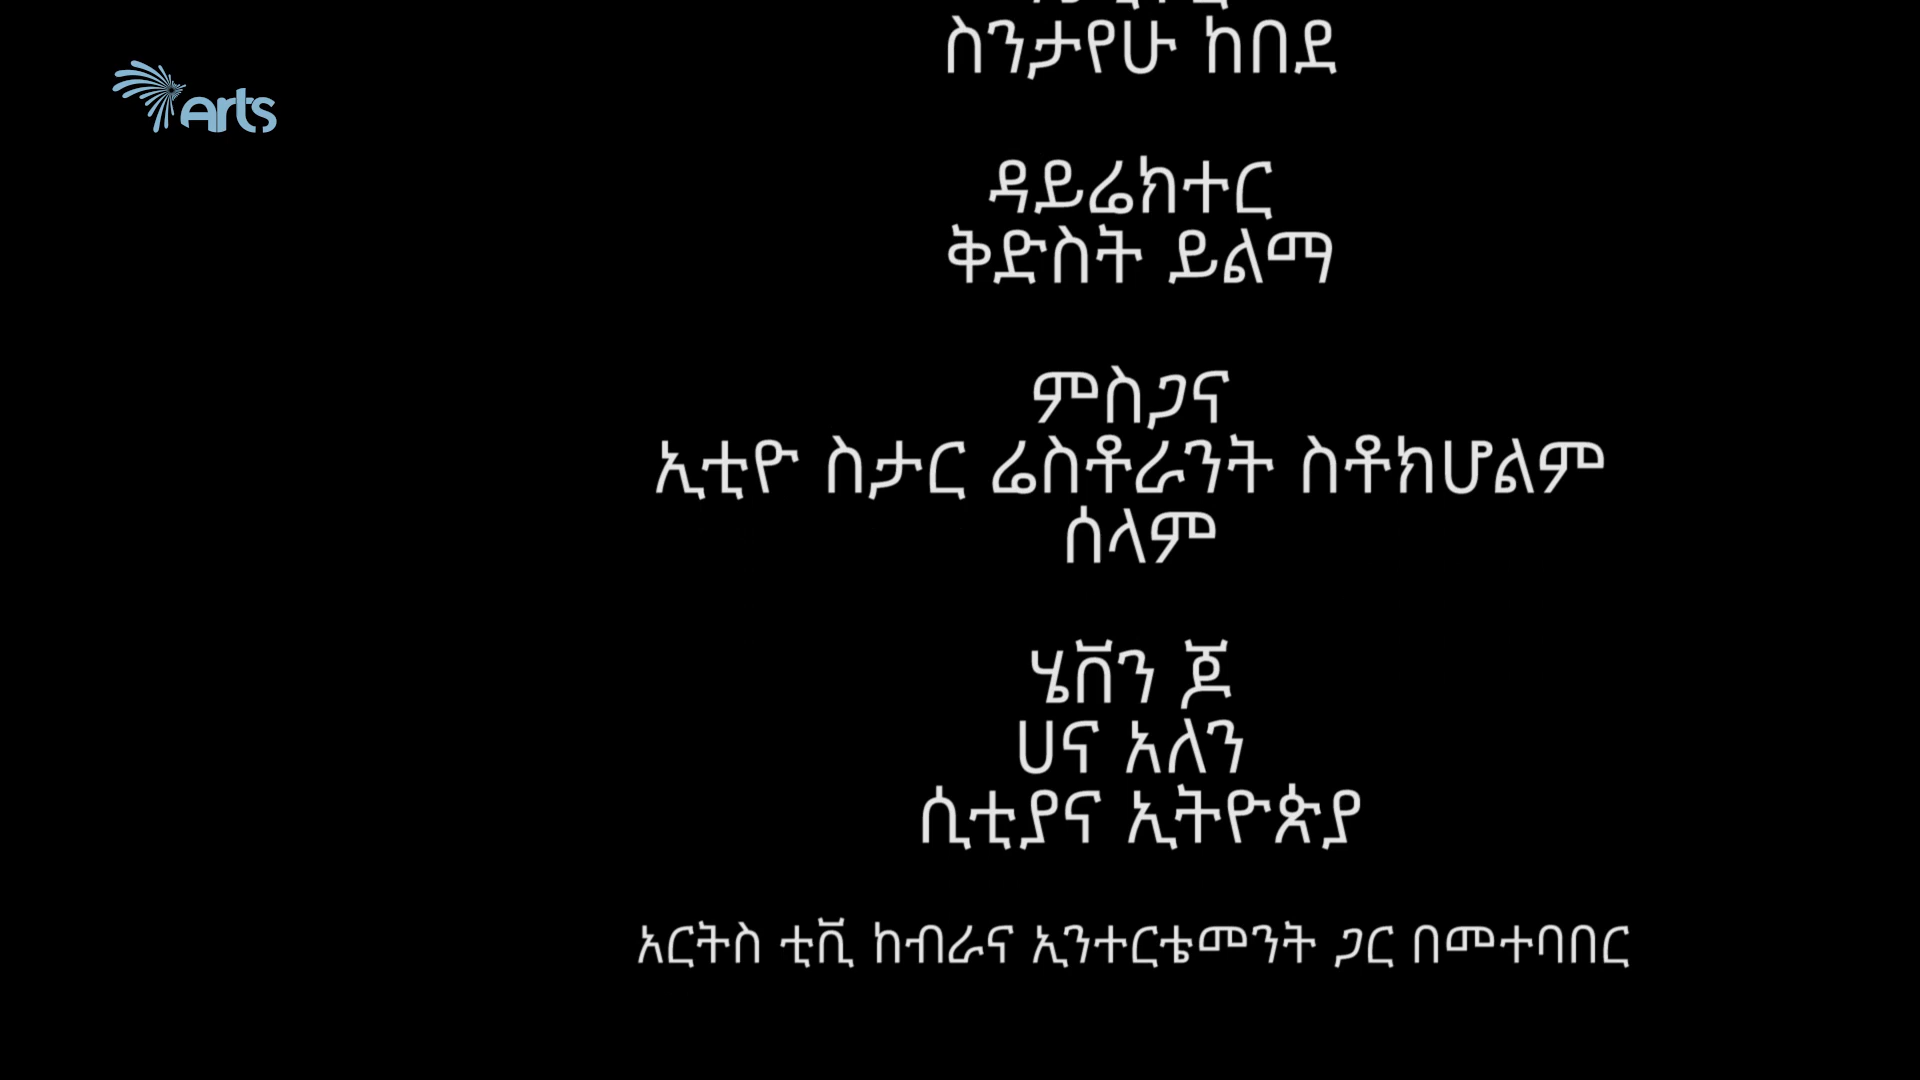 arts
ስንታየሁ ከበደ
ዳይሬክተር
ቅድስት ይልማ
ምስጋና
ኢቲዮ ስታር ሬስቶራንት ስቶክሆልም
ሰላም
ሄቨን ጆ
ሀና አለን
ሲቲያና ኢትዮጵያ
አርትስ ቲቪ ከብራና ኢንተርቴመንት ጋር በመተባበር